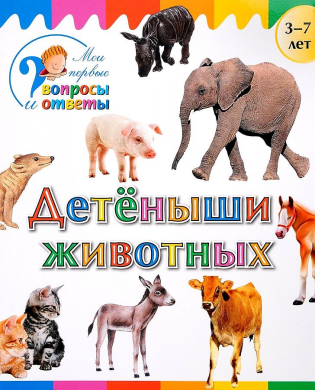 Мои
первые
вопросы
и ответы
3–7
лет
Детёныши
животных